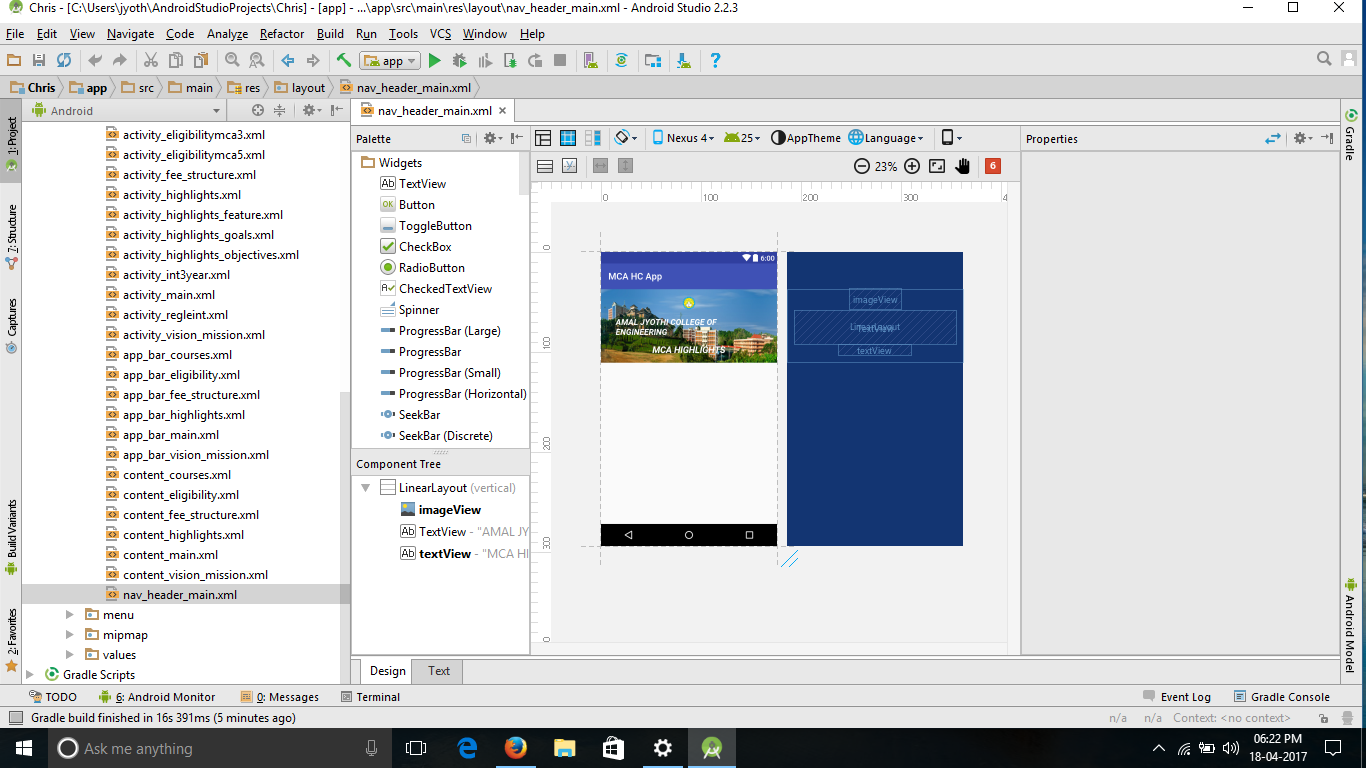 Chris - [C:\Users\jyoth\AndroidStudioProjects\Chris] - [app] - ...\app\src\main\res\layout\nav_header_main.xml - Android Studio 2.2.3
File Edit View Navigate Code Analyze Refactor Build Run Tools VCS Window Help
app
Chris app src main res layout nav_header_main.xml
1: Project
7: Structure
Captures
Build Variants
2: Favorites
Android
activity_eligibilitymca3.xml
activity_eligibilitymca5.xml
activity_fee_structure.xml
activity_highlights.xml
activity_highlights_feature.xml
activity_highlights_goals.xml
activity_highlights_objectives.xml
activity_int3year.xml
activity_main.xml
activity_regleint.xml
activity_vision_mission.xml
app_bar_courses.xml
app_bar_eligibility.xml
app_bar_fee_structure.xml
app_bar_highlights.xml
app_bar_main.xml
app_bar_vision_mission.xml
content_courses.xml
content_eligibility.xml
content_fee_structure.xml
content_highlights.xml
content_main.xml
content_vision_mission.xml
nav_header_main.xml
menu
mipmap
values
Gradle Scripts
nav_header_main.xml
Palette
Widgets
Ab TextView
OK Button
ToggleButton
CheckBox
RadioButton
CheckedTextView
Spinner
ProgressBar (Large)
ProgressBar
ProgressBar (Small)
ProgressBar (Horizontal)
SeekBar
SeekBar (Discrete)
Component Tree
LinearLayout (vertical)
imageView
Ab TextView - "AMAL JY
Ab textView - "MCA HI
Nexus 4 25 AppTheme Language
23% 6
0 100 200 300 4
0
100
200
300
0
6:00
MCA HC App
AMAL JYOTHI COLLEGE OF
ENGINEERING
MCA HIGHLIGHTS
imageView
LinearLayout
TextView
textView
Properties
Gradle
Android Model
Design Text
TODO 6: Android Monitor 0: Messages Terminal Event Log Gradle Console
Gradle build finished in 16s 391ms (5 minutes ago) n/a n/a Context: <no context>
Ask me anything
06:22 PM
18-04-2017